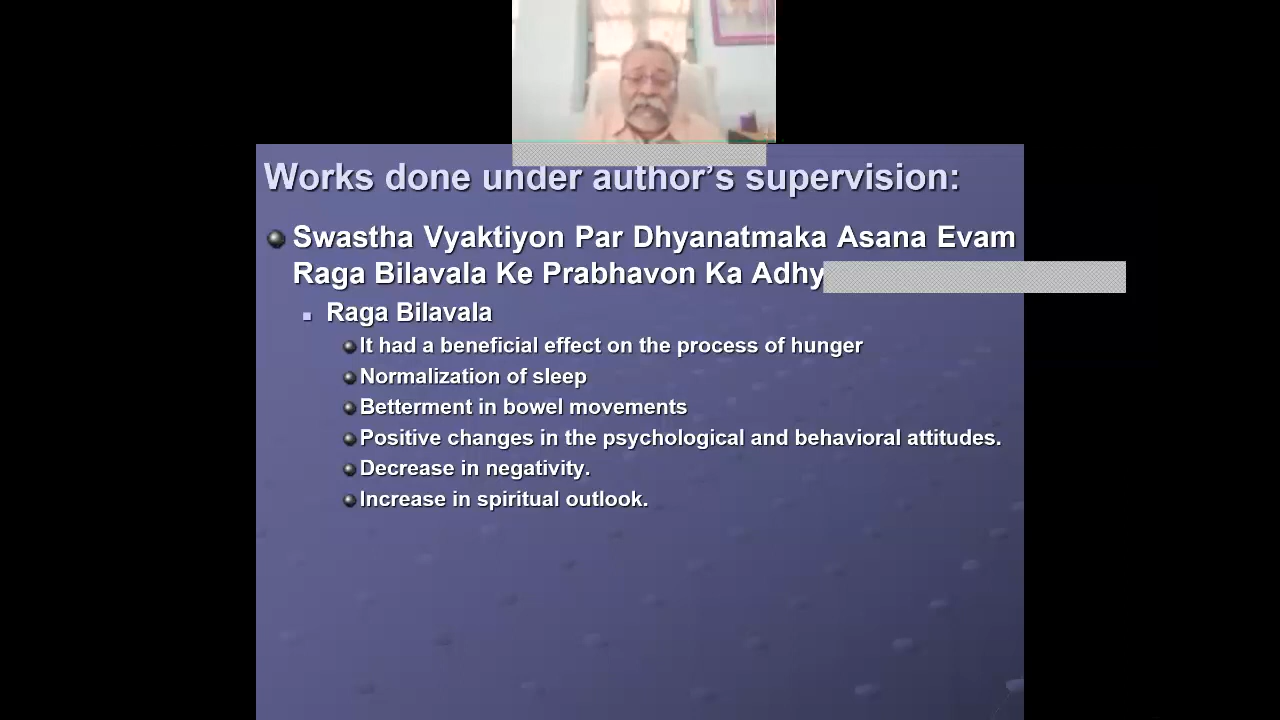 Works done under author's supervision:
Swastha Vyaktiyon Par Dhyanatmaka Asana Evam
Raga Bilavala Ke Prabhavon Ka
Raga Bilavala
It had a beneficial effect on the process of hunger
Normalization of sleep
Betterment in bowel movements
Positive changes in the psychological and behavioral attitudes.
Decrease in negativity.
Increase in spiritual outlook.